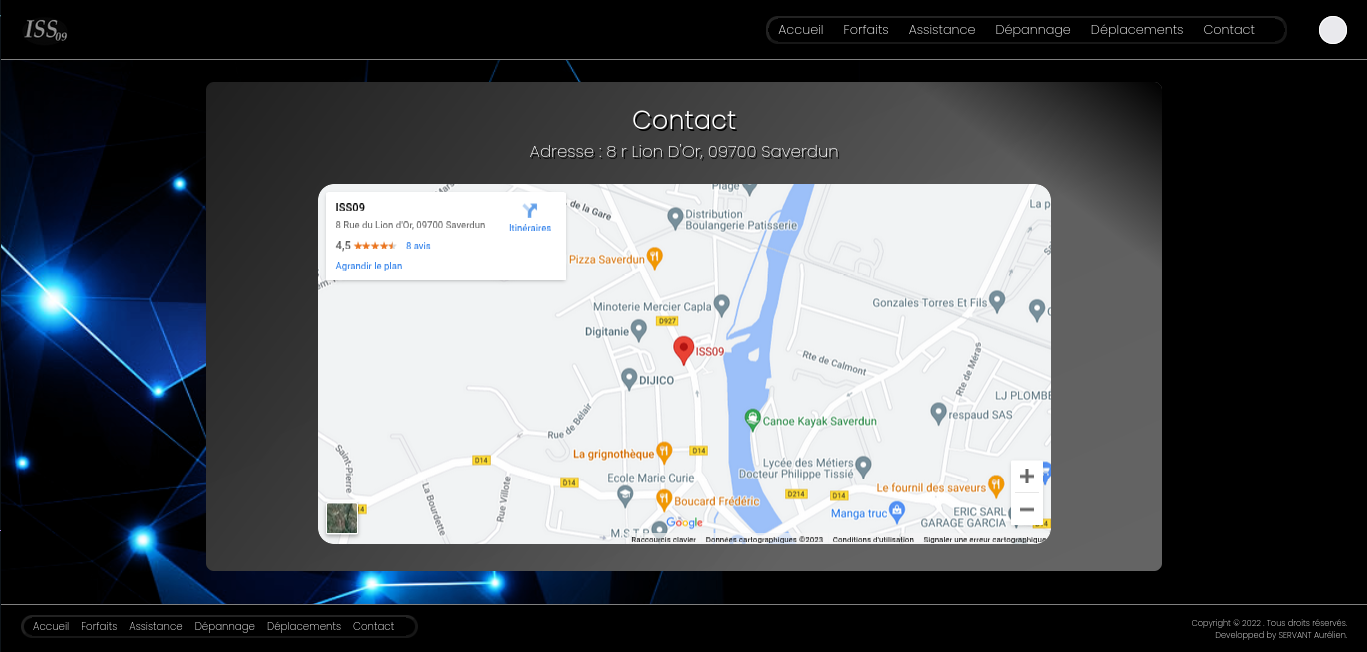 ISS09
Accueil Forfaits Assistance Dépannage Déplacements Contact
Contact
Adresse : 8 r Lion D'Or, 09700 Saverdun
ISS09
8 Rue du Lion d'Or, 09700 Saverdun
Itinéraires
4,5 8 avis
Agrandir le plan
de la Gare
Plage
La p
Distribution
Boulangerie Patisserie
Pizza Saverdun
Minoterie Mercier Capla
Gonzales Torres Et Fils
D927
Digitanie
ISS09
Rte de Calmont
Rte de Méras
DIJICO
LJ PLOMBE
respaud SAS
Canoe Kayak Saverdun
Rue de Bélair
La grignothèque
D14
D14
Lycée des Métiers
Docteur Philippe Tissié
Saint-Pierre
La Bourdette
Rue Villote
D14
Ecole Marie Curie
Le fournil des saveurs
D214
D14
Boucard Frédéric
Manga truc
ERIC SARL
GARAGE GARCIA
D14
Google
M.S.T.P
Raccourcis clavier Données cartographiques ©2023 Conditions d'utilisation Signaler une erreur cartographique
Accueil Forfaits Assistance Dépannage Déplacements Contact
Copyright © 2022 . Tous droits réservés.
Developped by SERVANT Aurélien.